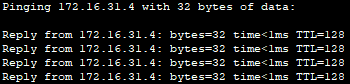 Pinging 172.16.31.4 with 32 bytes of data:
Reply from 172.16.31.4: bytes=32 time<1ms TTL=128
Reply from 172.16.31.4: bytes=32 time<1ms TTL=128
Reply from 172.16.31.4: bytes=32 time<1ms TTL=128
Reply from 172.16.31.4: bytes=32 time<1ms TTL=128